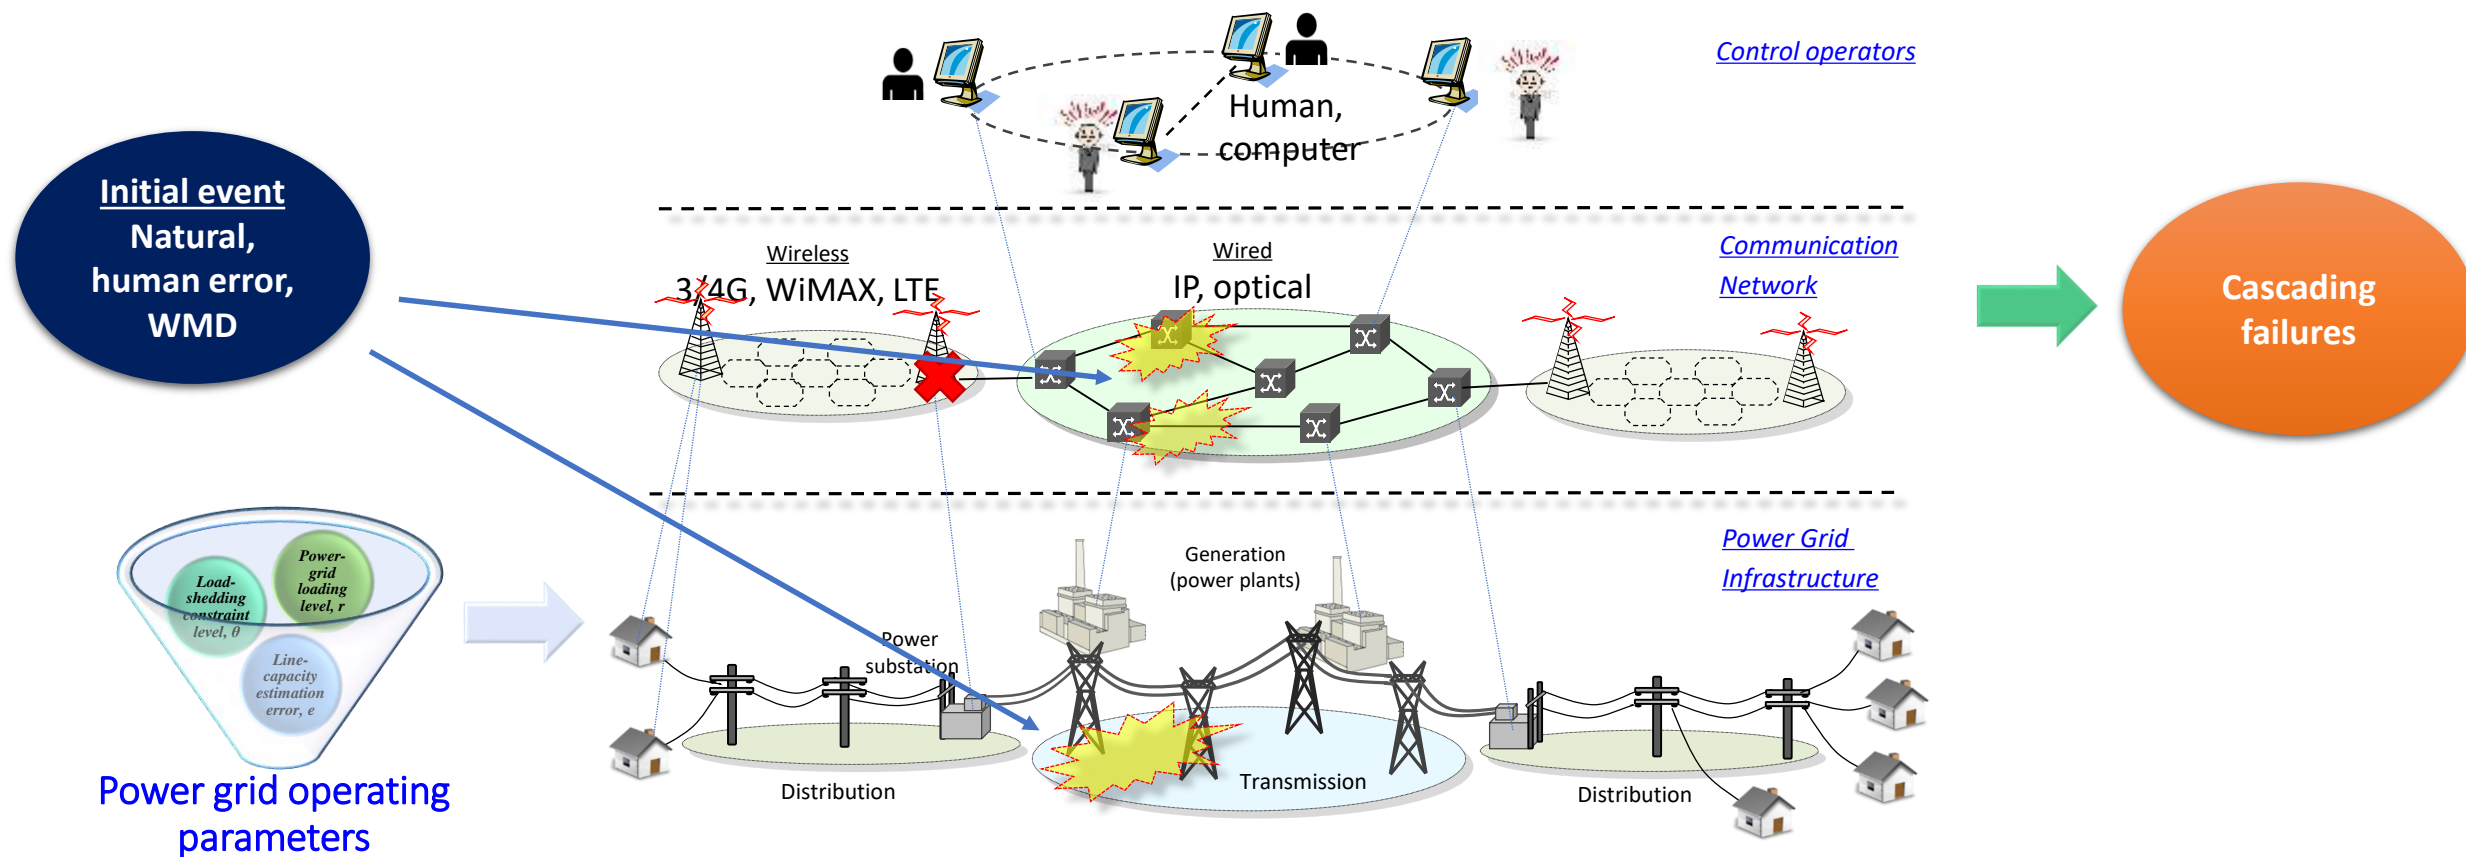 Control operators
Human,
computer
Initial event
Natural,
human error,
WMD
Wireless
3/4G, WiMAX, LTE
Wired
IP, optical
Communication
Network
Cascading
failures
Load-
shedding
constraint
level, θ
Power-
grid
loading
level, r
Line-
capacity
estimation
error, e
Power grid operating
parameters
Generation
(power plants)
Power Grid
Infrastructure
Power
substation
Distribution
Transmission
Distribution